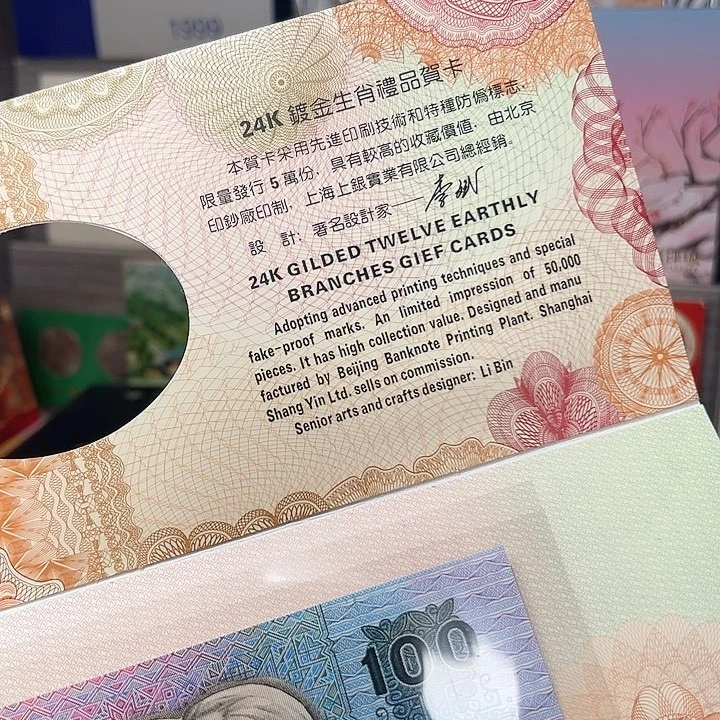 1999
24K 鍍金生肖禮品賀卡
本賀卡采用先進印刷技術和特種防僞標志，
限量發行 5 萬份，具有較高的收藏價值，由北京
印鈔廠印制，上海上銀實業有限公司總經銷。
設 計：著名設計家——李斌
24K GILDED TWELVE EARTHLY
BRANCHES GIEF CARDS
Adopting advanced printing techniques and special
fake-proof marks. An limited impression of 50,000
pieces. It has high collection value. Designed and manu
factured by Beijing Banknote Printing Plant. Shanghai
Shang Yin Ltd. sells on commission.
Senior arts and crafts designer: Li Bin
100